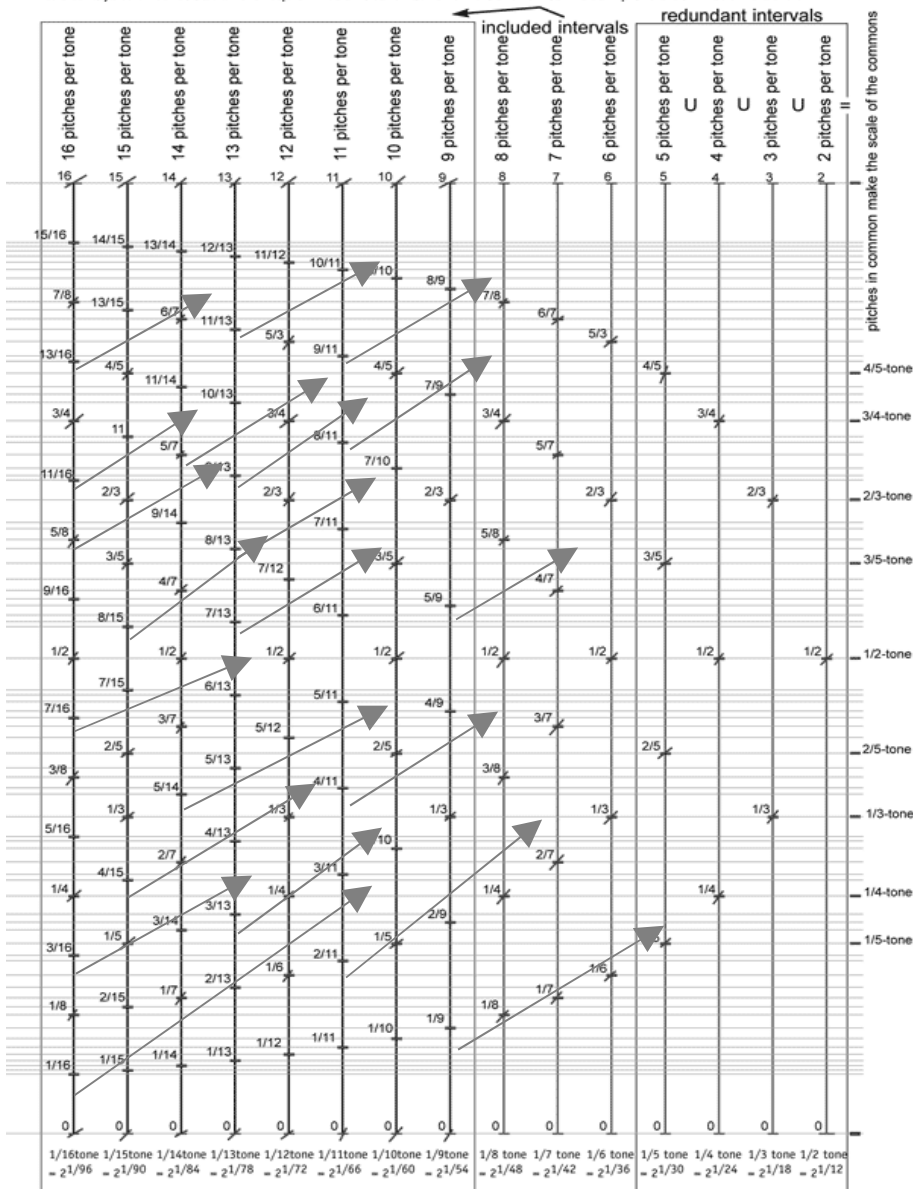 included intervals
redundant intervals
16 pitches per tone
15 pitches per tone
14 pitches per tone
13 pitches per tone
12 pitches per tone
11 pitches per tone
10 pitches per tone
9 pitches per tone
8 pitches per tone
7 pitches per tone
6 pitches per tone
5 pitches per tone
4 pitches per tone
3 pitches per tone
2 pitches per tone
∪ ∪ ∪ =
pitches in common make the scale of the commons
16 15 14 13 12 11 10 9 8 7 6 5 4 3 2
15/16 14/15 13/14 12/13 11/12 10/11 /10 8/9
7/8 13/15 6/7 11/13 5/3 9/11 7/8 6/7 5/3
13/16 4/5 11/14 10/13 4/5 7/9 4/5 4/5-tone
3/4 11 3/4 8/11 3/4 3/4 3/4-tone
5/7 7/10 5/7
11/16 2/3 /13 2/3 2/3 2/3 2/3 2/3-tone
9/14 7/11
5/8 3/5 8/13 7/12 3/5 5/8 3/5 3/5-tone
9/16 4/7 6/11 5/9 4/7
8/15 7/13
1/2 1/2 1/2 1/2 1/2 1/2 1/2 1/2 1/2-tone
7/15 6/13 5/11 4/9
7/16 3/7 5/12 3/7
2/5 5/13 2/5 2/5 2/5-tone
3/8 5/14 4/11 3/8
5/16 1/3 4/13 1/3 1/3 1/3 1/3 1/3-tone
10
4/15 2/7 3/11 2/7
1/4 3/13 1/4 1/4 1/4 1/4-tone
3/14 2/9
3/16 1/5 2/11 1/5 1/5-tone
2/13 1/6 1/6
1/8 2/15 1/7 1/8 1/7
1/16 1/15 1/14 1/13 1/12 1/11 1/10 1/9
0 0 0 0 0 0 0 0 0 0 0 0 0 0 0
1/16tone 1/15tone 1/14tone 1/13tone 1/12tone 1/11tone 1/10tone 1/9tone 1/8 tone 1/7 tone 1/6 tone 1/5 tone 1/4 tone 1/3 tone 1/2 tone
= 2^1/96 = 2^1/90 = 2^1/84 = 2^1/78 = 2^1/72 = 2^1/66 = 2^1/60 = 2^1/54 = 2^1/48 = 2^1/42 = 2^1/36 = 2^1/30 = 2^1/24 = 2^1/18 = 2^1/12